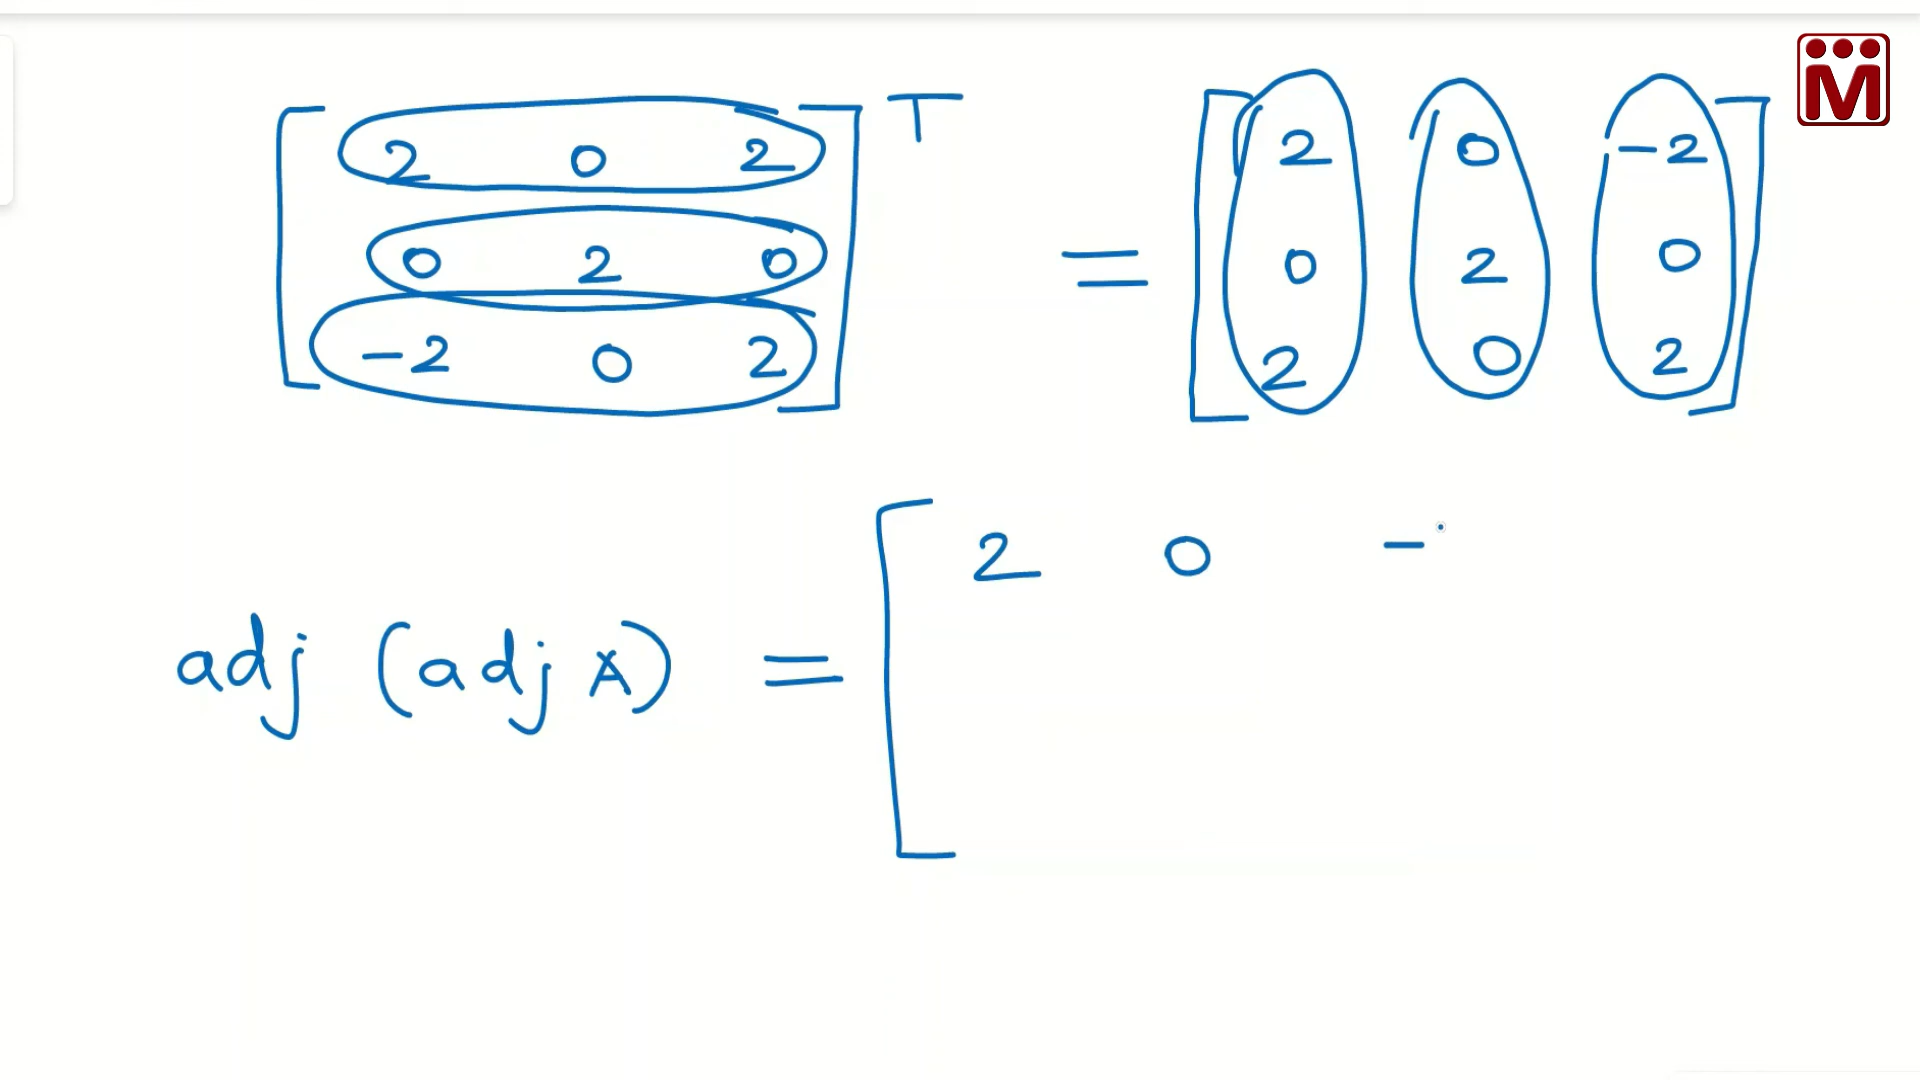 [2 0 2
0 2 0
-2 0 2]ᵀ = [2 0 -2
0 2 0
2 0 2]
adj (adj A) = [2 0 -
M